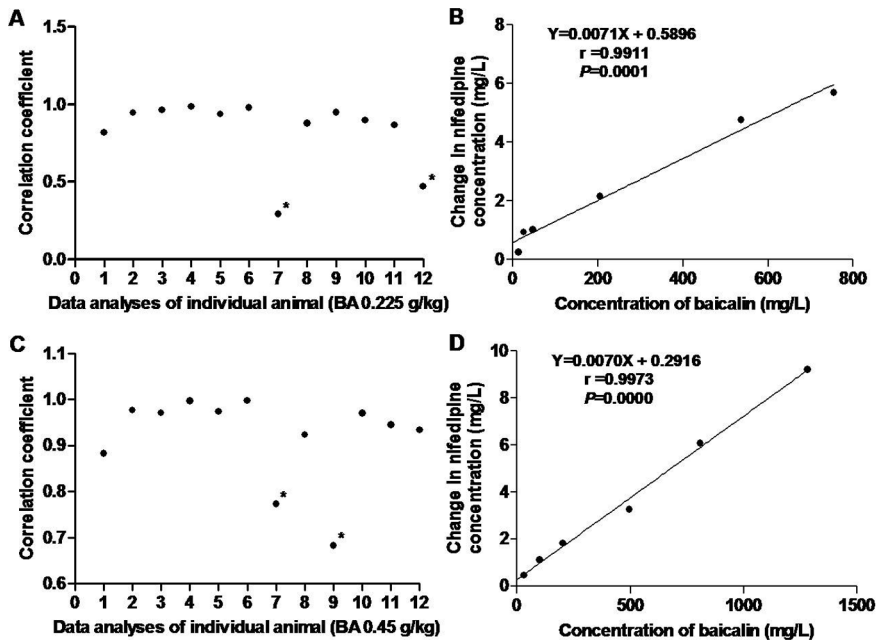 A
Correlation coefficient
1.5
1.0
0.5
0.0
0 1 2 3 4 5 6 7 8 9 10 11 12
*
*
Data analyses of individual animal (BA 0.225 g/kg)
B
Y=0.0071X + 0.5896
r =0.9911
P=0.0001
Change in nifedipine
concentration (mg/L)
8
6
4
2
0
0 200 400 600 800
Concentration of baicalin (mg/L)
C
Correlation coefficient
1.1
1.0
0.9
0.8
0.7
0.6
0 1 2 3 4 5 6 7 8 9 10 11 12
*
*
Data analyses of individual animal (BA 0.45 g/kg)
D
Y=0.0070X + 0.2916
r =0.9973
P=0.0000
Change in nifedipine
concentration (mg/L)
10
8
6
4
2
0
0 500 1000 1500
Concentration of baicalin (mg/L)